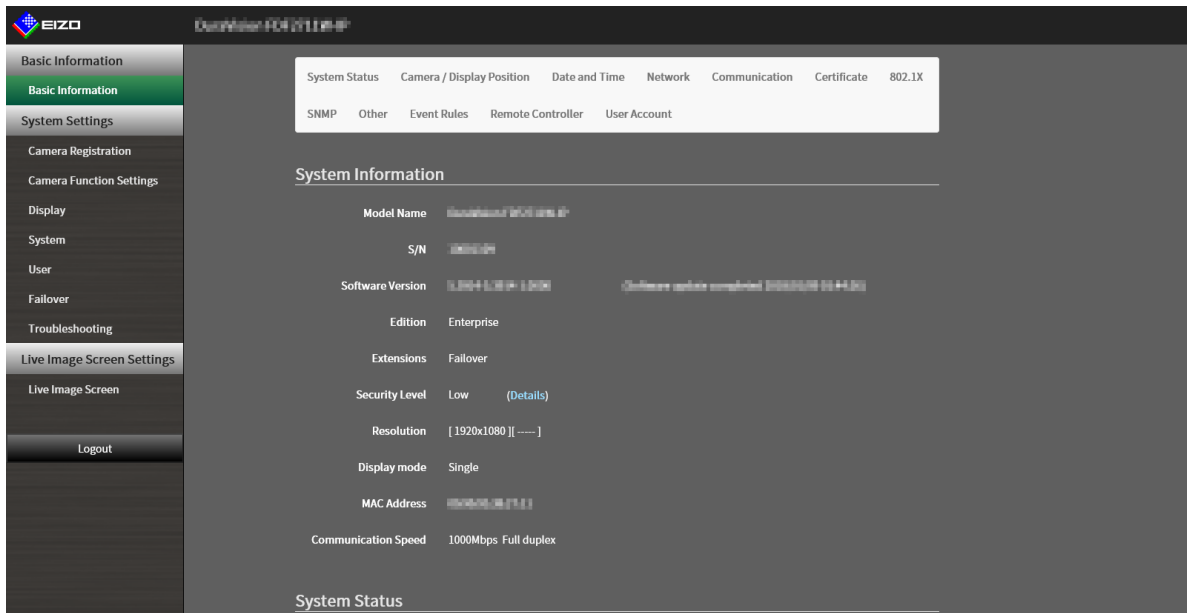 EIZO
Basic Information
Basic Information
System Settings
Camera Registration
Camera Function Settings
Display
System
User
Failover
Troubleshooting
Live Image Screen Settings
Live Image Screen
Logout
System Status Camera / Display Position Date and Time Network Communication Certificate 802.1X
SNMP Other Event Rules Remote Controller User Account
System Information
Model Name
S/N
Software Version
Edition Enterprise
Extensions Failover
Security Level Low (Details)
Resolution [ 1920x1080 ][ ----- ]
Display mode Single
MAC Address
Communication Speed 1000Mbps Full duplex
System Status